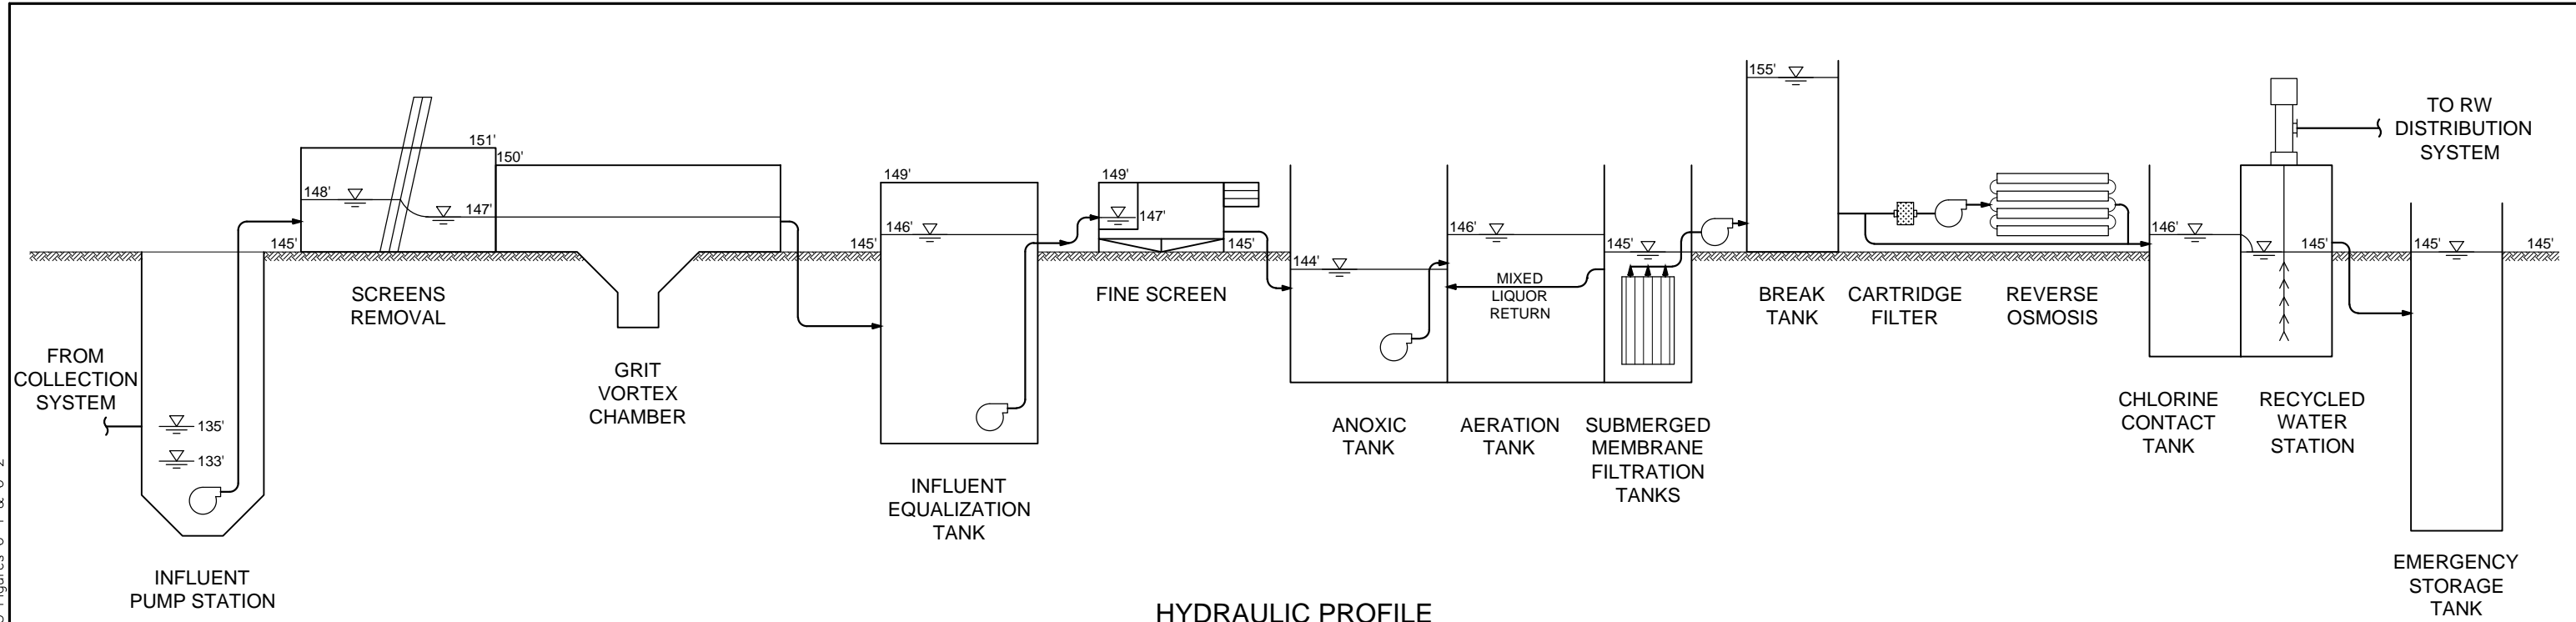 155'
TO RW
DISTRIBUTION
SYSTEM
151'
150'
148'
147'
145'
149'
146'
145'
149'
147'
145'
146'
144'
145'
MIXED
LIQUOR
RETURN
146'
145'
145'
145'
SCREENS
REMOVAL
FINE SCREEN
BREAK
TANK
CARTRIDGE
FILTER
REVERSE
OSMOSIS
FROM
COLLECTION
SYSTEM
135'
133'
GRIT
VORTEX
CHAMBER
ANOXIC
TANK
AERATION
TANK
SUBMERGED
MEMBRANE
FILTRATION
TANKS
CHLORINE
CONTACT
TANK
RECYCLED
WATER
STATION
INFLUENT
EQUALIZATION
TANK
INFLUENT
PUMP STATION
EMERGENCY
STORAGE
TANK
HYDRAULIC PROFILE